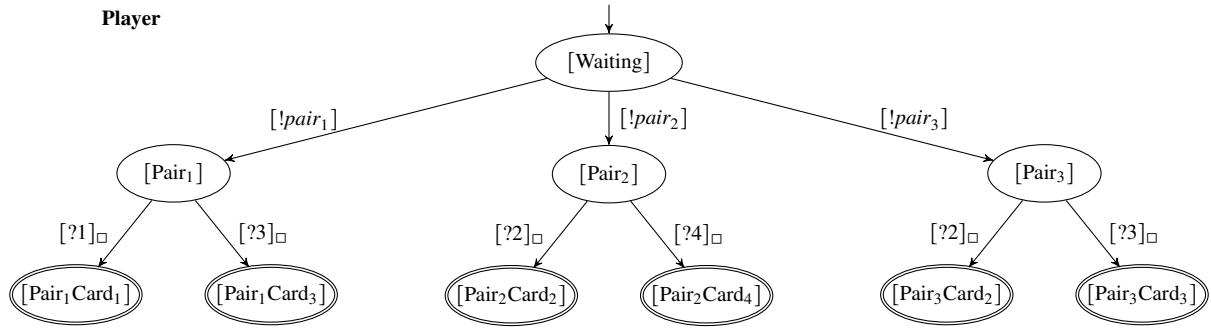 Player
[Waiting]
[!pair₁] [!pair₂] [!pair₃]
[Pair₁] [Pair₂] [Pair₃]
[?1]□ [?3]□ [?2]□ [?4]□ [?2]□ [?3]□
[Pair₁Card₁] [Pair₁Card₃] [Pair₂Card₂] [Pair₂Card₄] [Pair₃Card₂] [Pair₃Card₃]